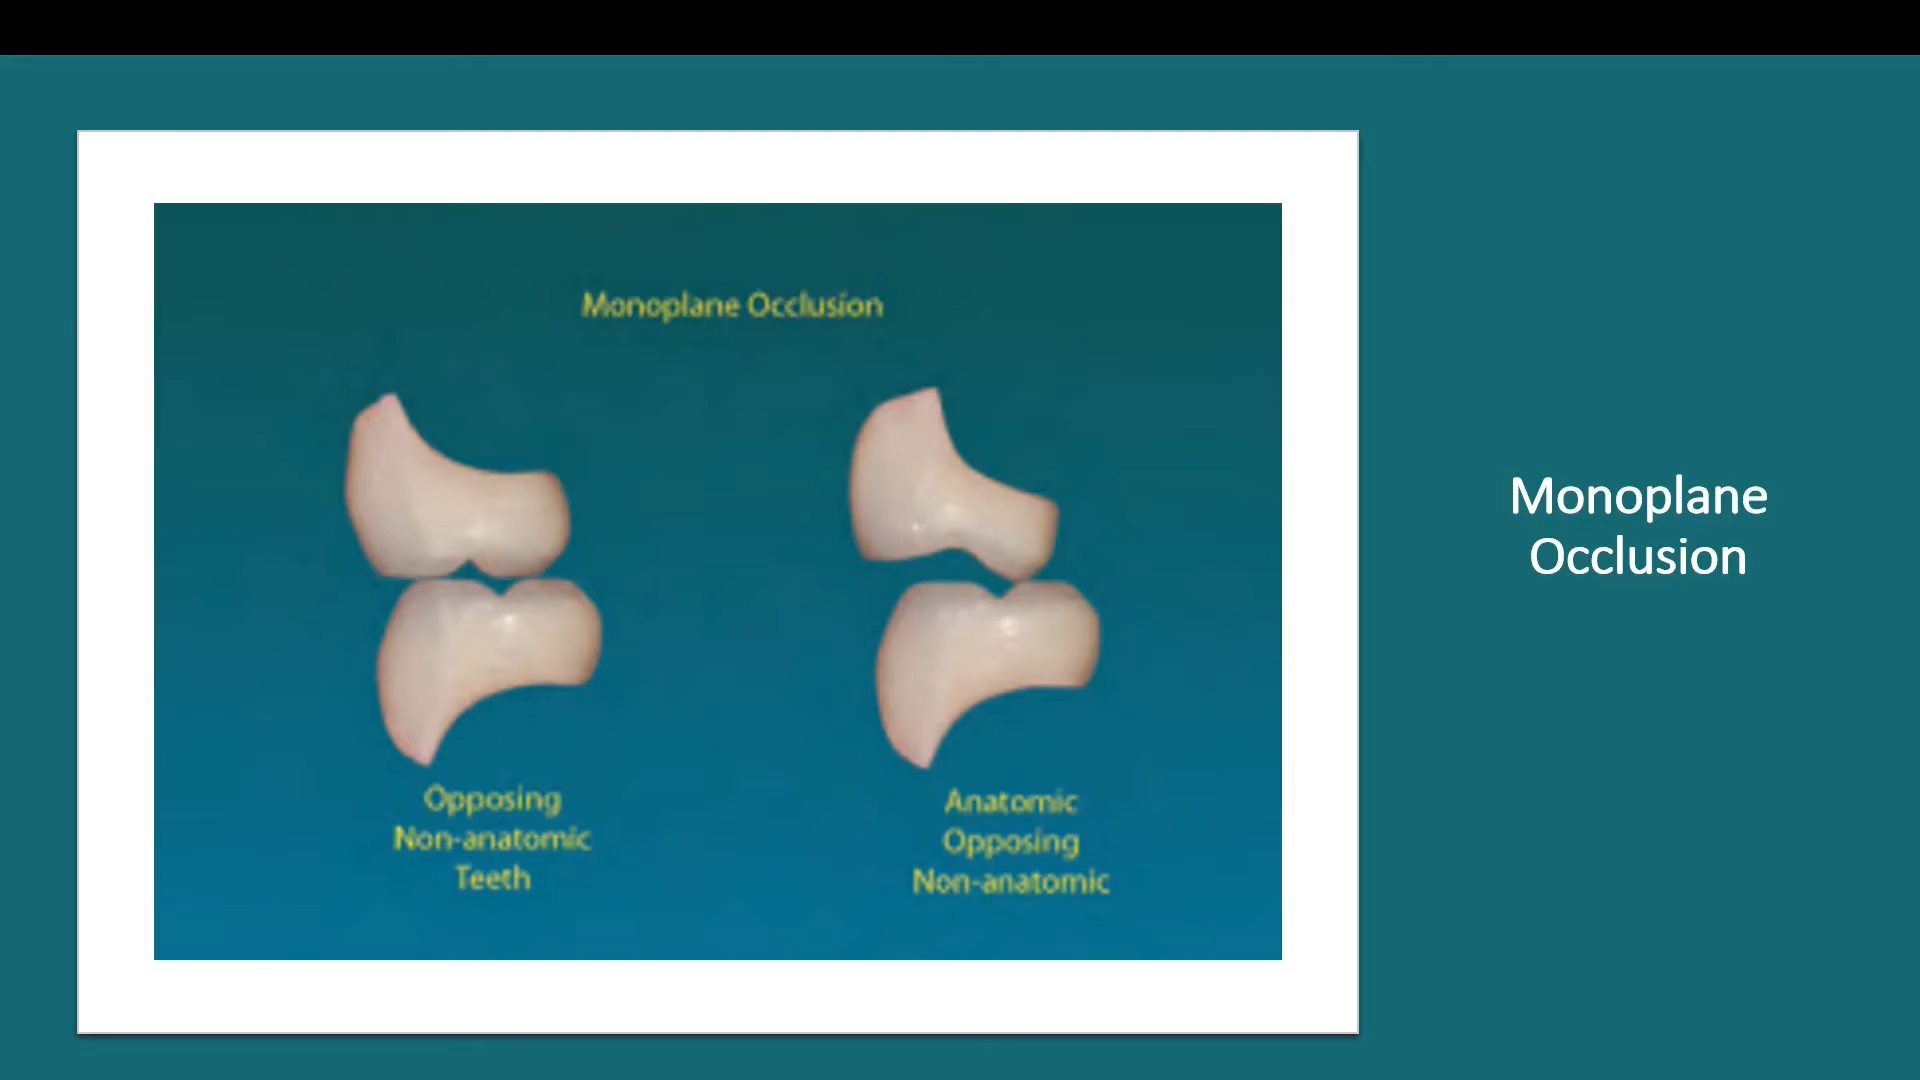 Monoplane Occlusion
Opposing
Non-anatomic
Teeth
Anatomic
Opposing
Non-anatomic
Monoplane
Occlusion